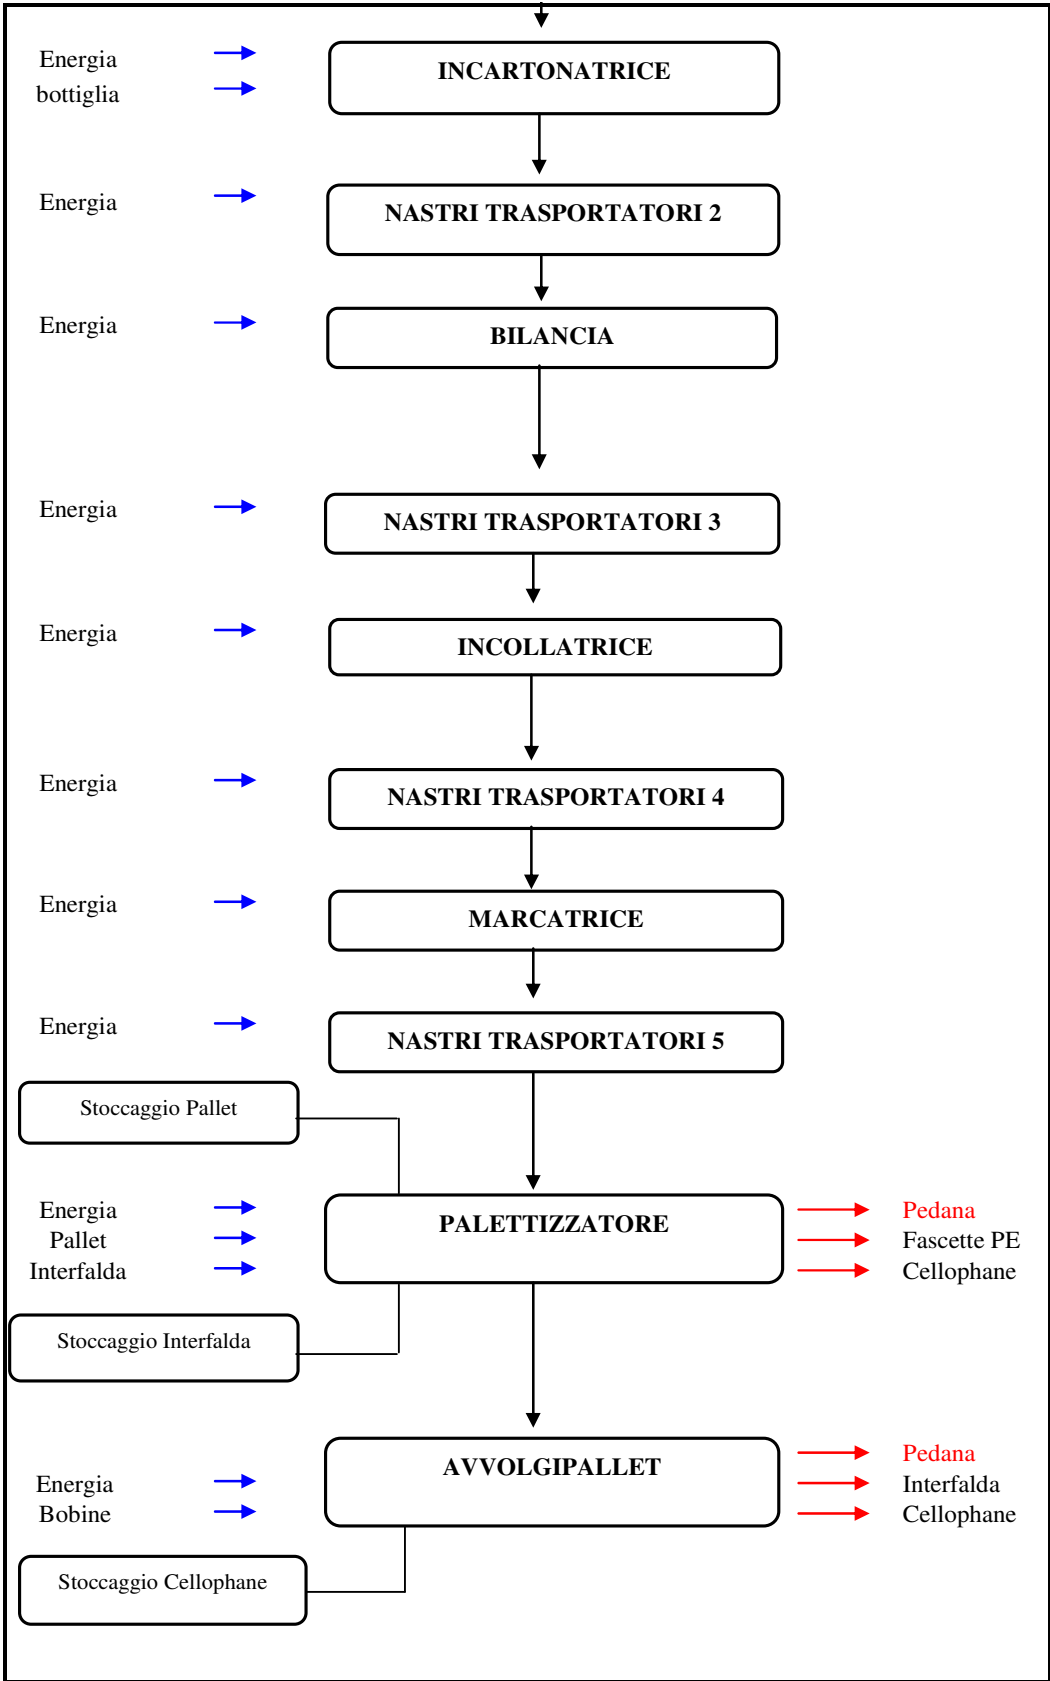 Energia
bottiglia
INCARTONATRICE
Energia
NASTRI TRASPORTATORI 2
Energia
BILANCIA
Energia
NASTRI TRASPORTATORI 3
Energia
INCOLLATRICE
Energia
NASTRI TRASPORTATORI 4
Energia
MARCATRICE
Energia
NASTRI TRASPORTATORI 5
Stoccaggio Pallet
Energia
Pallet
Interfalda
PALETTIZZATORE
Pedana
Fascette PE
Cellophane
Stoccaggio Interfalda
Energia
Bobine
AVVOLGIPALLET
Pedana
Interfalda
Cellophane
Stoccaggio Cellophane